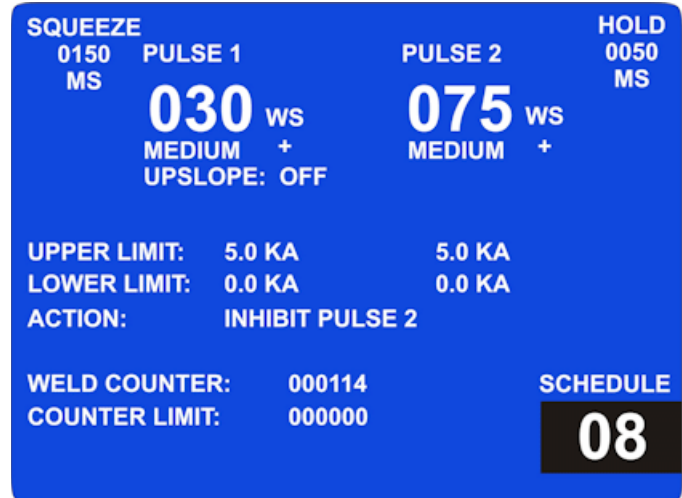 SQUEEZE HOLD
0150 PULSE 1 PULSE 2 0050
MS MS
030 WS 075 WS
MEDIUM + MEDIUM +
UPSLOPE: OFF
UPPER LIMIT: 5.0 KA 5.0 KA
LOWER LIMIT: 0.0 KA 0.0 KA
ACTION: INHIBIT PULSE 2
WELD COUNTER: 000114 SCHEDULE
COUNTER LIMIT: 000000 08